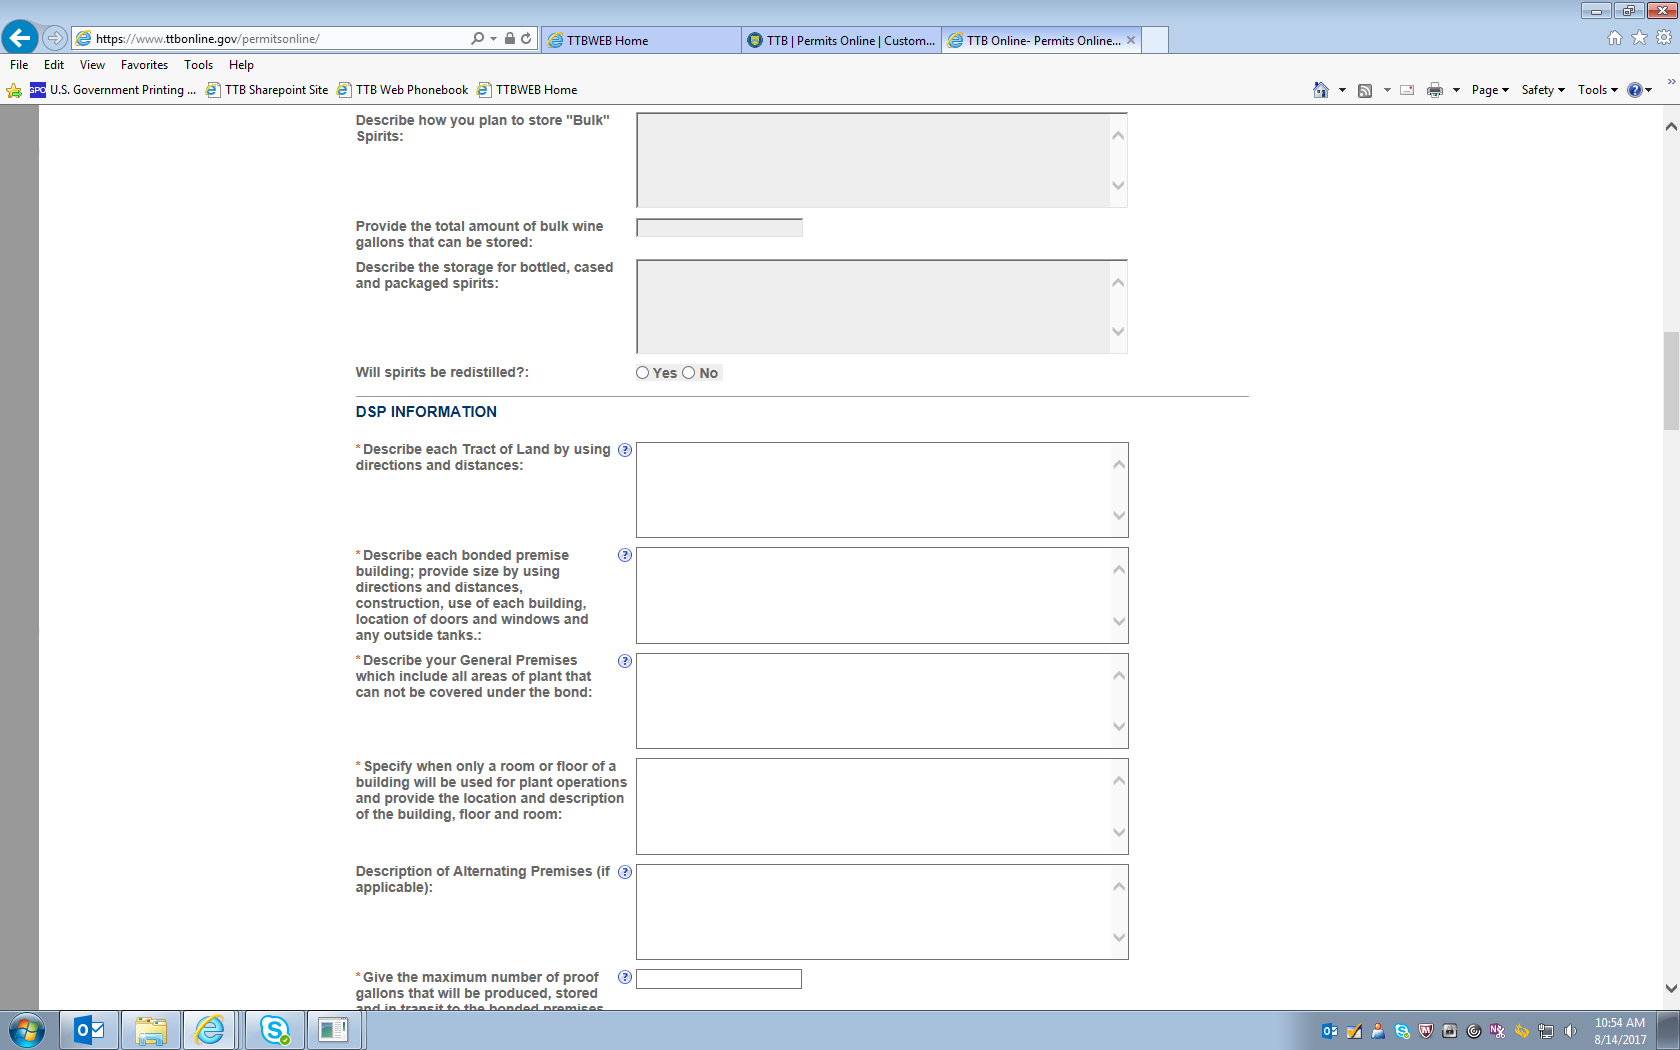 https://www.ttbonline.gov/permitsonline/
TTBWEB Home
TTB | Permits Online | Custom...
TTB Online- Permits Online...
File Edit View Favorites Tools Help
GPO U.S. Government Printing ... TTB Sharepoint Site TTB Web Phonebook TTBWEB Home
Page Safety Tools
Describe how you plan to store "Bulk"
Spirits:
Provide the total amount of bulk wine
gallons that can be stored:
Describe the storage for bottled, cased
and packaged spirits:
Will spirits be redistilled?: Yes No
DSP INFORMATION
* Describe each Tract of Land by using
directions and distances:
* Describe each bonded premise
building; provide size by using
directions and distances,
construction, use of each building,
location of doors and windows and
any outside tanks.:
* Describe your General Premises
which include all areas of plant that
can not be covered under the bond:
* Specify when only a room or floor of a
building will be used for plant operations
and provide the location and description
of the building, floor and room:
Description of Alternating Premises (if
applicable):
* Give the maximum number of proof
gallons that will be produced, stored
and in transit to the bonded premises
10:54 AM
8/14/2017